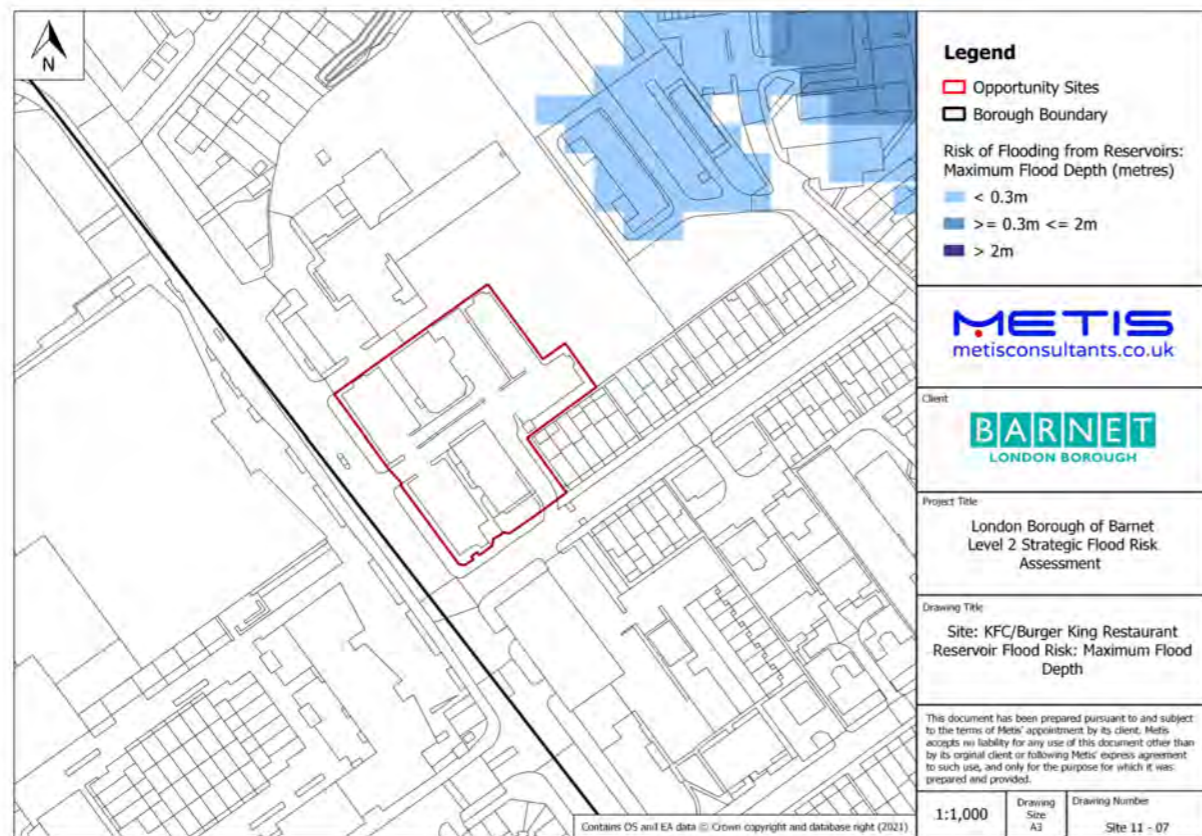 N
Legend
Opportunity Sites
Borough Boundary
Risk of Flooding from Reservoirs:
Maximum Flood Depth (metres)
< 0.3m
>= 0.3m <= 2m
> 2m
METIS
metisconsultants.co.uk
Client
BARNET
LONDON BOROUGH
Project Title
London Borough of Barnet
Level 2 Strategic Flood Risk
Assessment
Drawing Title
Site: KFC/Burger King Restaurant
Reservoir Flood Risk: Maximum Flood
Depth
This document has been prepared pursuant to and subject
to the terms of Metis' appointment by its client. Metis
accepts no liability for any use of this document other than
by its orginal client or following Metis' express agreement
to such use, and only for the purpose for which it was
prepared and provided.
1:1,000
Drawing
Size
A3
Drawing Number
Site 11 - 07
Contains OS and EA data © Crown copyright and database right (2021)